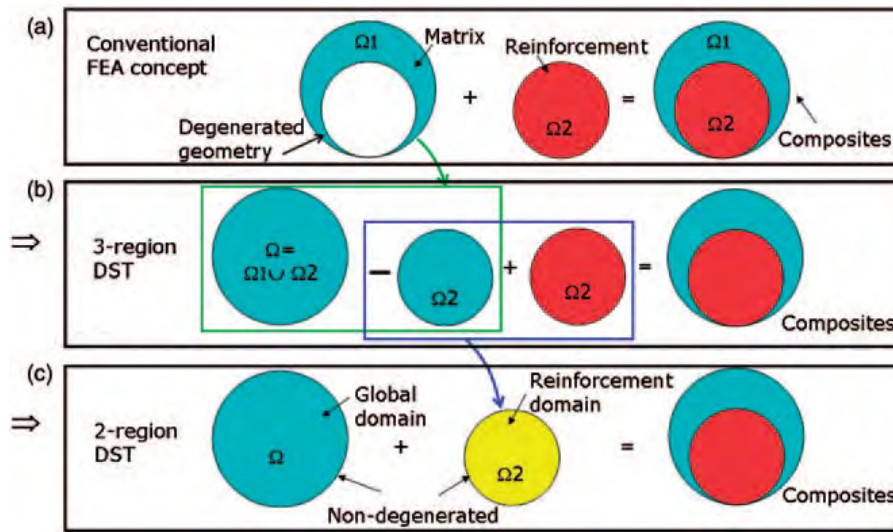 (a)
Conventional
FEA concept
Ω1
Matrix
Reinforcement
Ω1
+
Ω2
=
Ω2
Degenerated
geometry
Composites
(b)
⇒
3-region
DST
Ω=
Ω1∪ Ω2
−
Ω2
+
Ω2
=
Composites
(c)
⇒
2-region
DST
Global
domain
Reinforcement
domain
Ω
+
Ω2
=
Non-degenerated
Composites